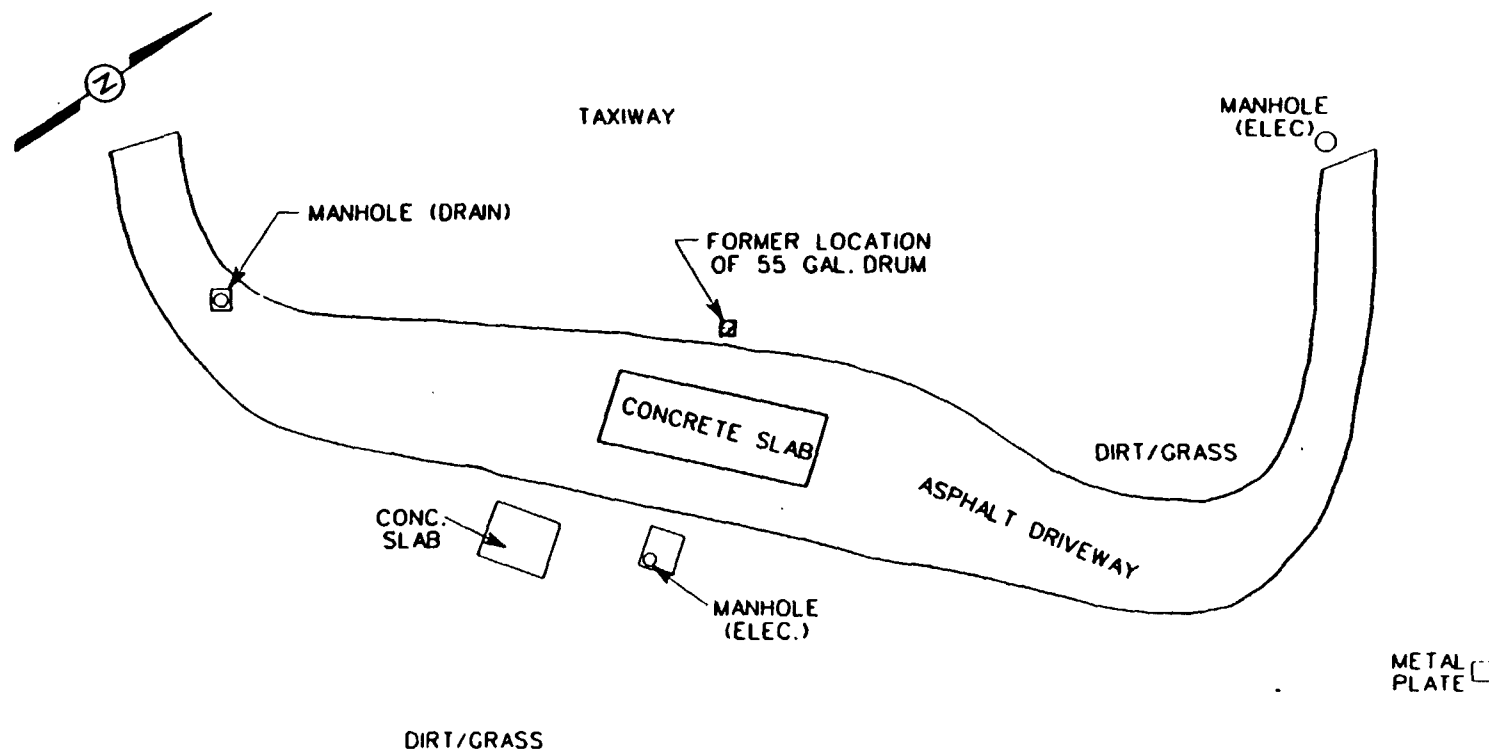 N
TAXIWAY
MANHOLE
(ELEC)
MANHOLE (DRAIN)
FORMER LOCATION
OF 55 GAL. DRUM
CONCRETE SLAB
DIRT/GRASS
ASPHALT DRIVEWAY
CONC.
SLAB
MANHOLE
(ELEC.)
METAL
PLATE
DIRT/GRASS